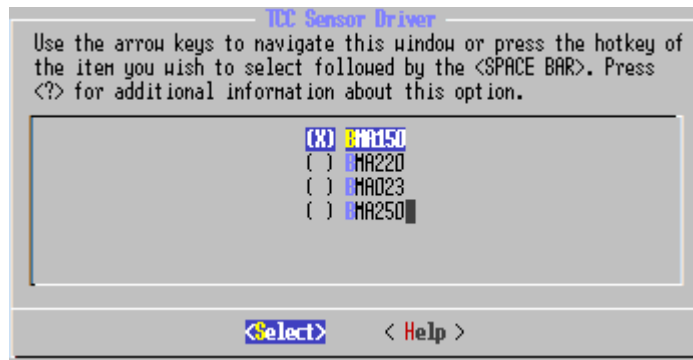 TCC Sensor Driver
Use the arrow keys to navigate this window or press the hotkey of
the item you wish to select followed by the <SPACE BAR>. Press
<?> for additional information about this option.
(X) BMA150
( ) BMA220
( ) BMA023
( ) BMA250
<Select> < Help >